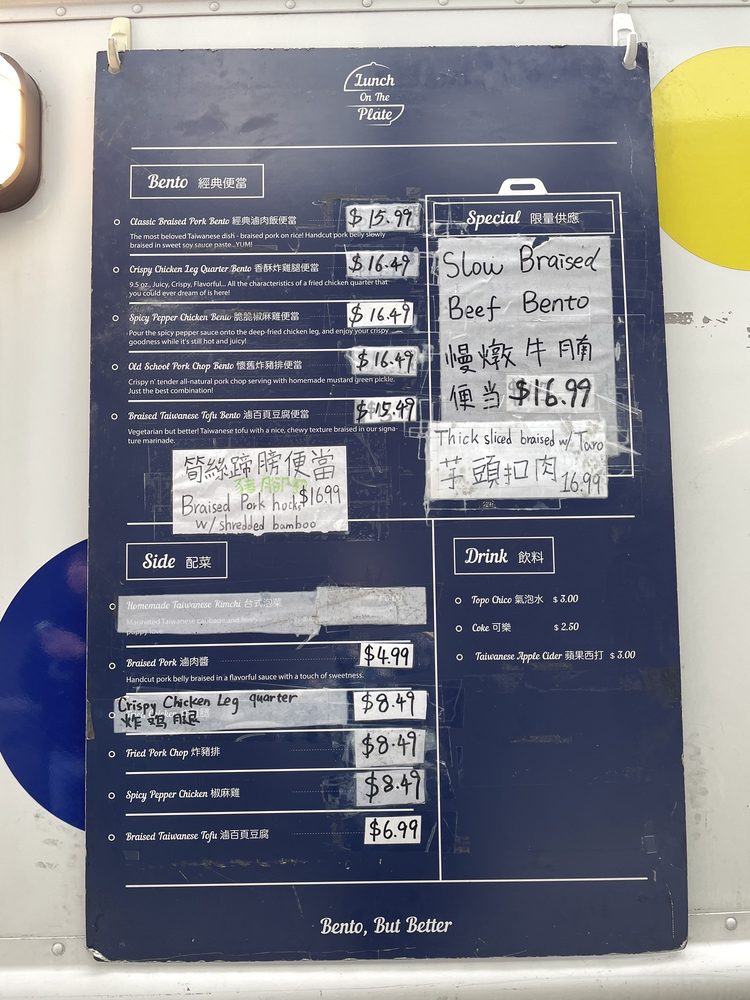 Lunch
On The
Plate
Bento 經典便當
Classic Braised Pork Bento 經典滷肉飯便當 $15.99
The most beloved Taiwanese dish - braised pork on rice! Handcut pork belly slowly
braised in sweet soy sauce paste...YUM!
Crispy Chicken Leg Quarter Bento 香酥炸雞腿便當 $16.49
9.5 oz., Juicy, Crispy, Flavorful... All the characteristics of a fried chicken quarter that
you could ever dream of is here!
Spicy Pepper Chicken Bento 脆脆椒麻雞便當 $16.49
Pour the spicy pepper sauce onto the deep-fried chicken leg, and enjoy your crispy
goodness while it's still hot and juicy!
Old School Pork Chop Bento 懷舊炸豬排便當 $16.49
Crispy n' tender all-natural pork chop serving with homemade mustard green pickle.
Just the best combination!
Braised Taiwanese Tofu Bento 滷百頁豆腐便當 $15.49
Vegetarian but better! Taiwanese tofu with a nice, chewy texture braised in our signa-
ture marinade.
筍絲蹄膀便當
Braised Pork hock $16.99
w/ shredded bamboo
Special 限量供應
Slow Braised
Beef Bento
慢燉牛腩
便当 $16.99
Thick sliced braised w/ Taro
芋頭扣肉 16.99
Side 配菜
Homemade Taiwanese Kimchi 台式泡菜
Marinated Taiwanese cabbage and fresh
Braised Pork 滷肉醬 $4.99
Handcut pork belly braised in a flavorful sauce with a touch of sweetness.
Crispy Chicken Leg quarter $8.49
炸鸡腿
Fried Pork Chop 炸豬排 $8.49
Spicy Pepper Chicken 椒麻雞 $8.49
Braised Taiwanese Tofu 滷百頁豆腐 $6.99
Drink 飲料
Topo Chico 氣泡水 $3.00
Coke 可樂 $2.50
Taiwanese Apple Cider 蘋果西打 $3.00
Bento, But Better